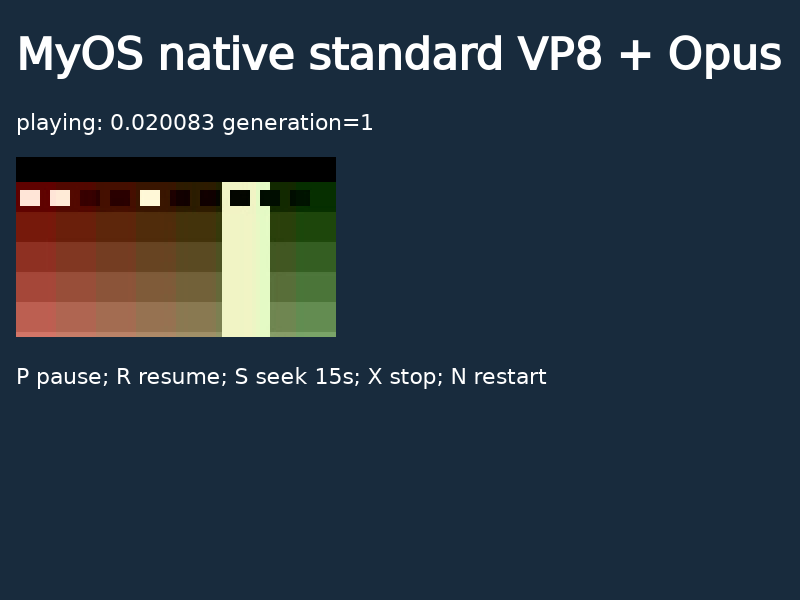 MyOS native standard VP8 + Opus
playing: 0.020083 generation=1
P pause; R resume; S seek 15s; X stop; N restart